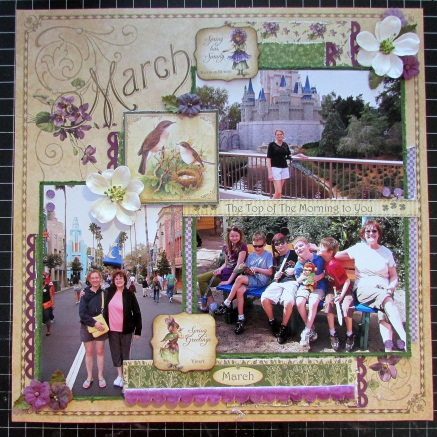 March
Spring
has
Sprung
The Top of The Morning to You
Spring
Greetings
March